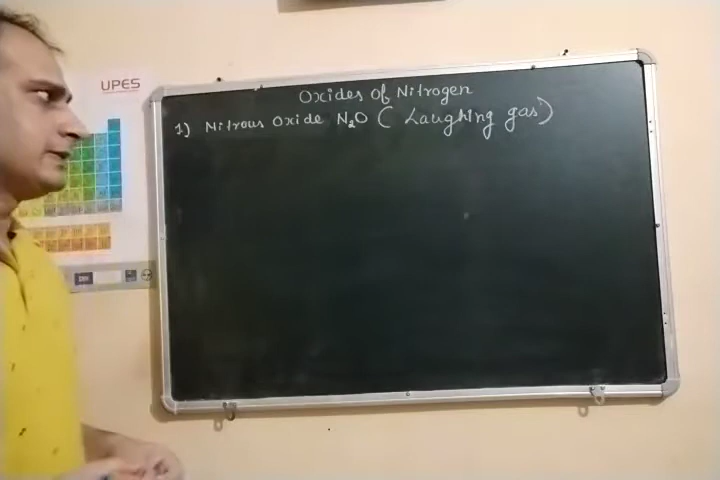 UPES
Oxides Of Nitrogen
1) Nitrous Oxide N₂O ( Laughing gas )